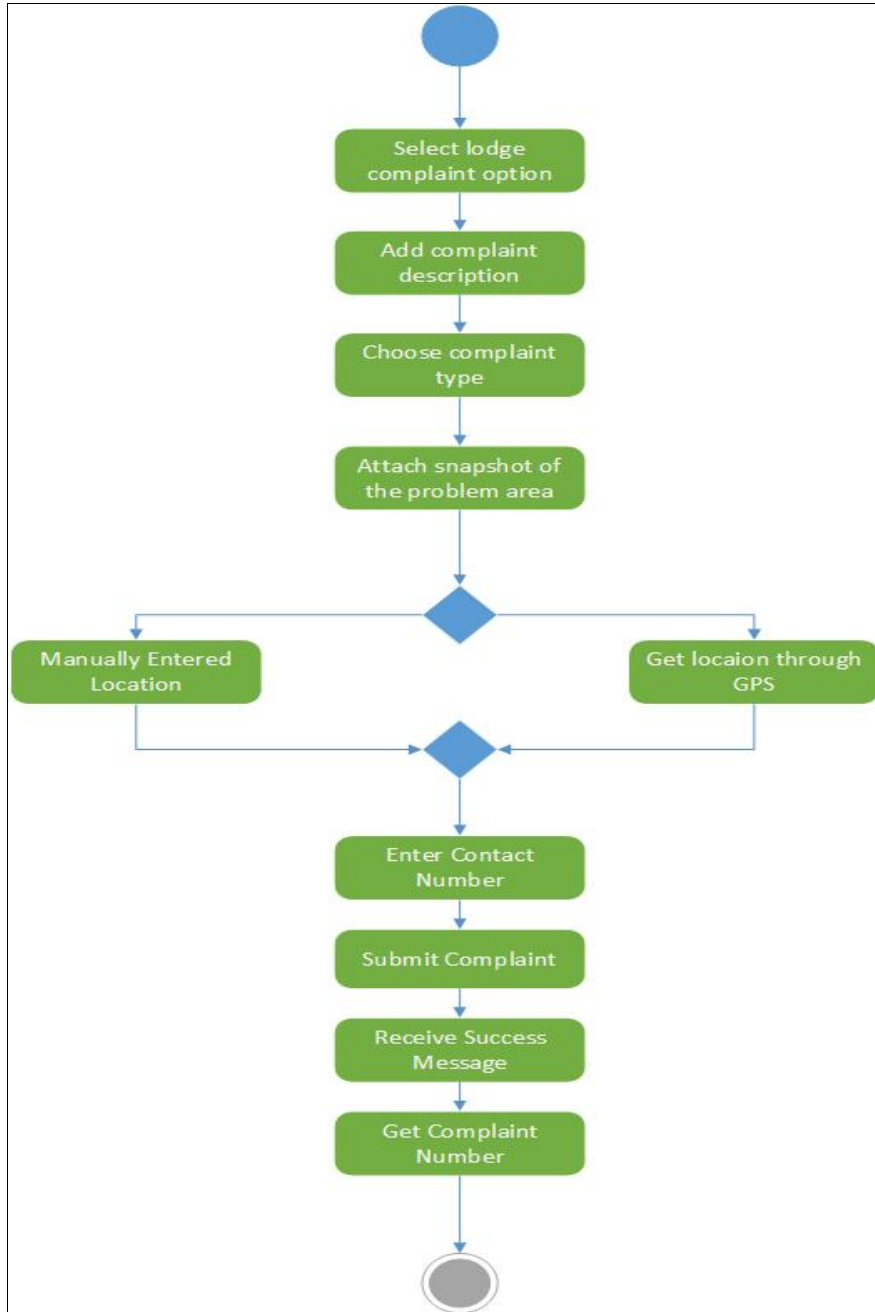 Select lodge
complaint option
Add complaint
description
Choose complaint
type
Attach snapshot of
the problem area
Manually Entered
Location
Get locaion through
GPS
Enter Contact
Number
Submit Complaint
Receive Success
Message
Get Complaint
Number